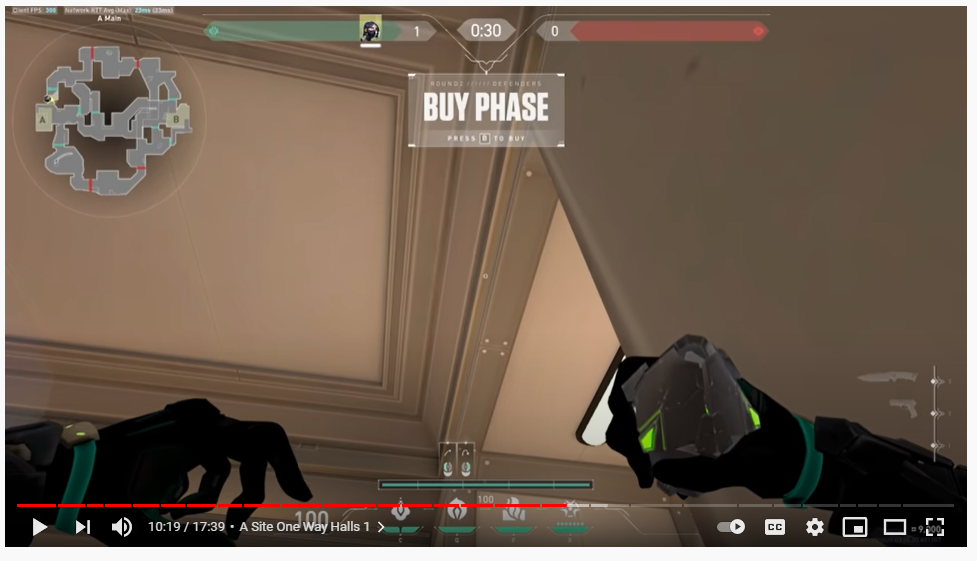 Client FPS: 300 Network RTT Avg (Max): 23ms (23ms)
A Main
1
0:30
0
ROUND 2 ////// DEFENDERS
BUY PHASE
PRESS B TO BUY
A
B
100
100
C
Q
10:19 / 17:39 • A Site One Way Halls 1
CC